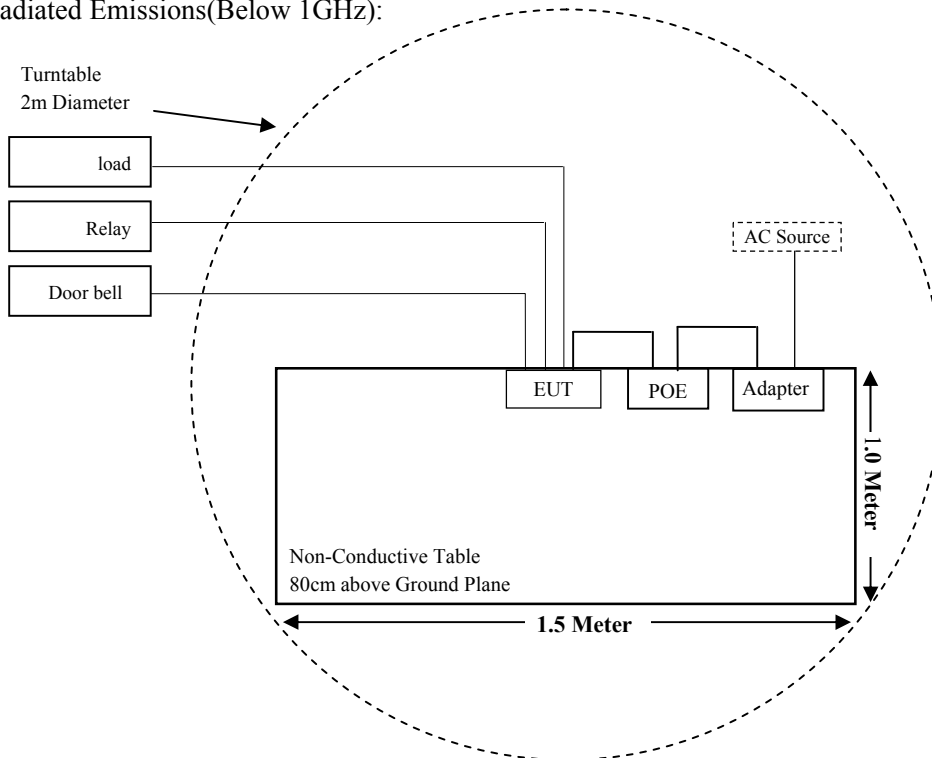 adiated Emissions(Below 1GHz):
Turntable
2m Diameter
load
Relay
AC Source
Door bell
EUT
POE
Adapter
1.0 Meter
Non-Conductive Table
80cm above Ground Plane
1.5 Meter